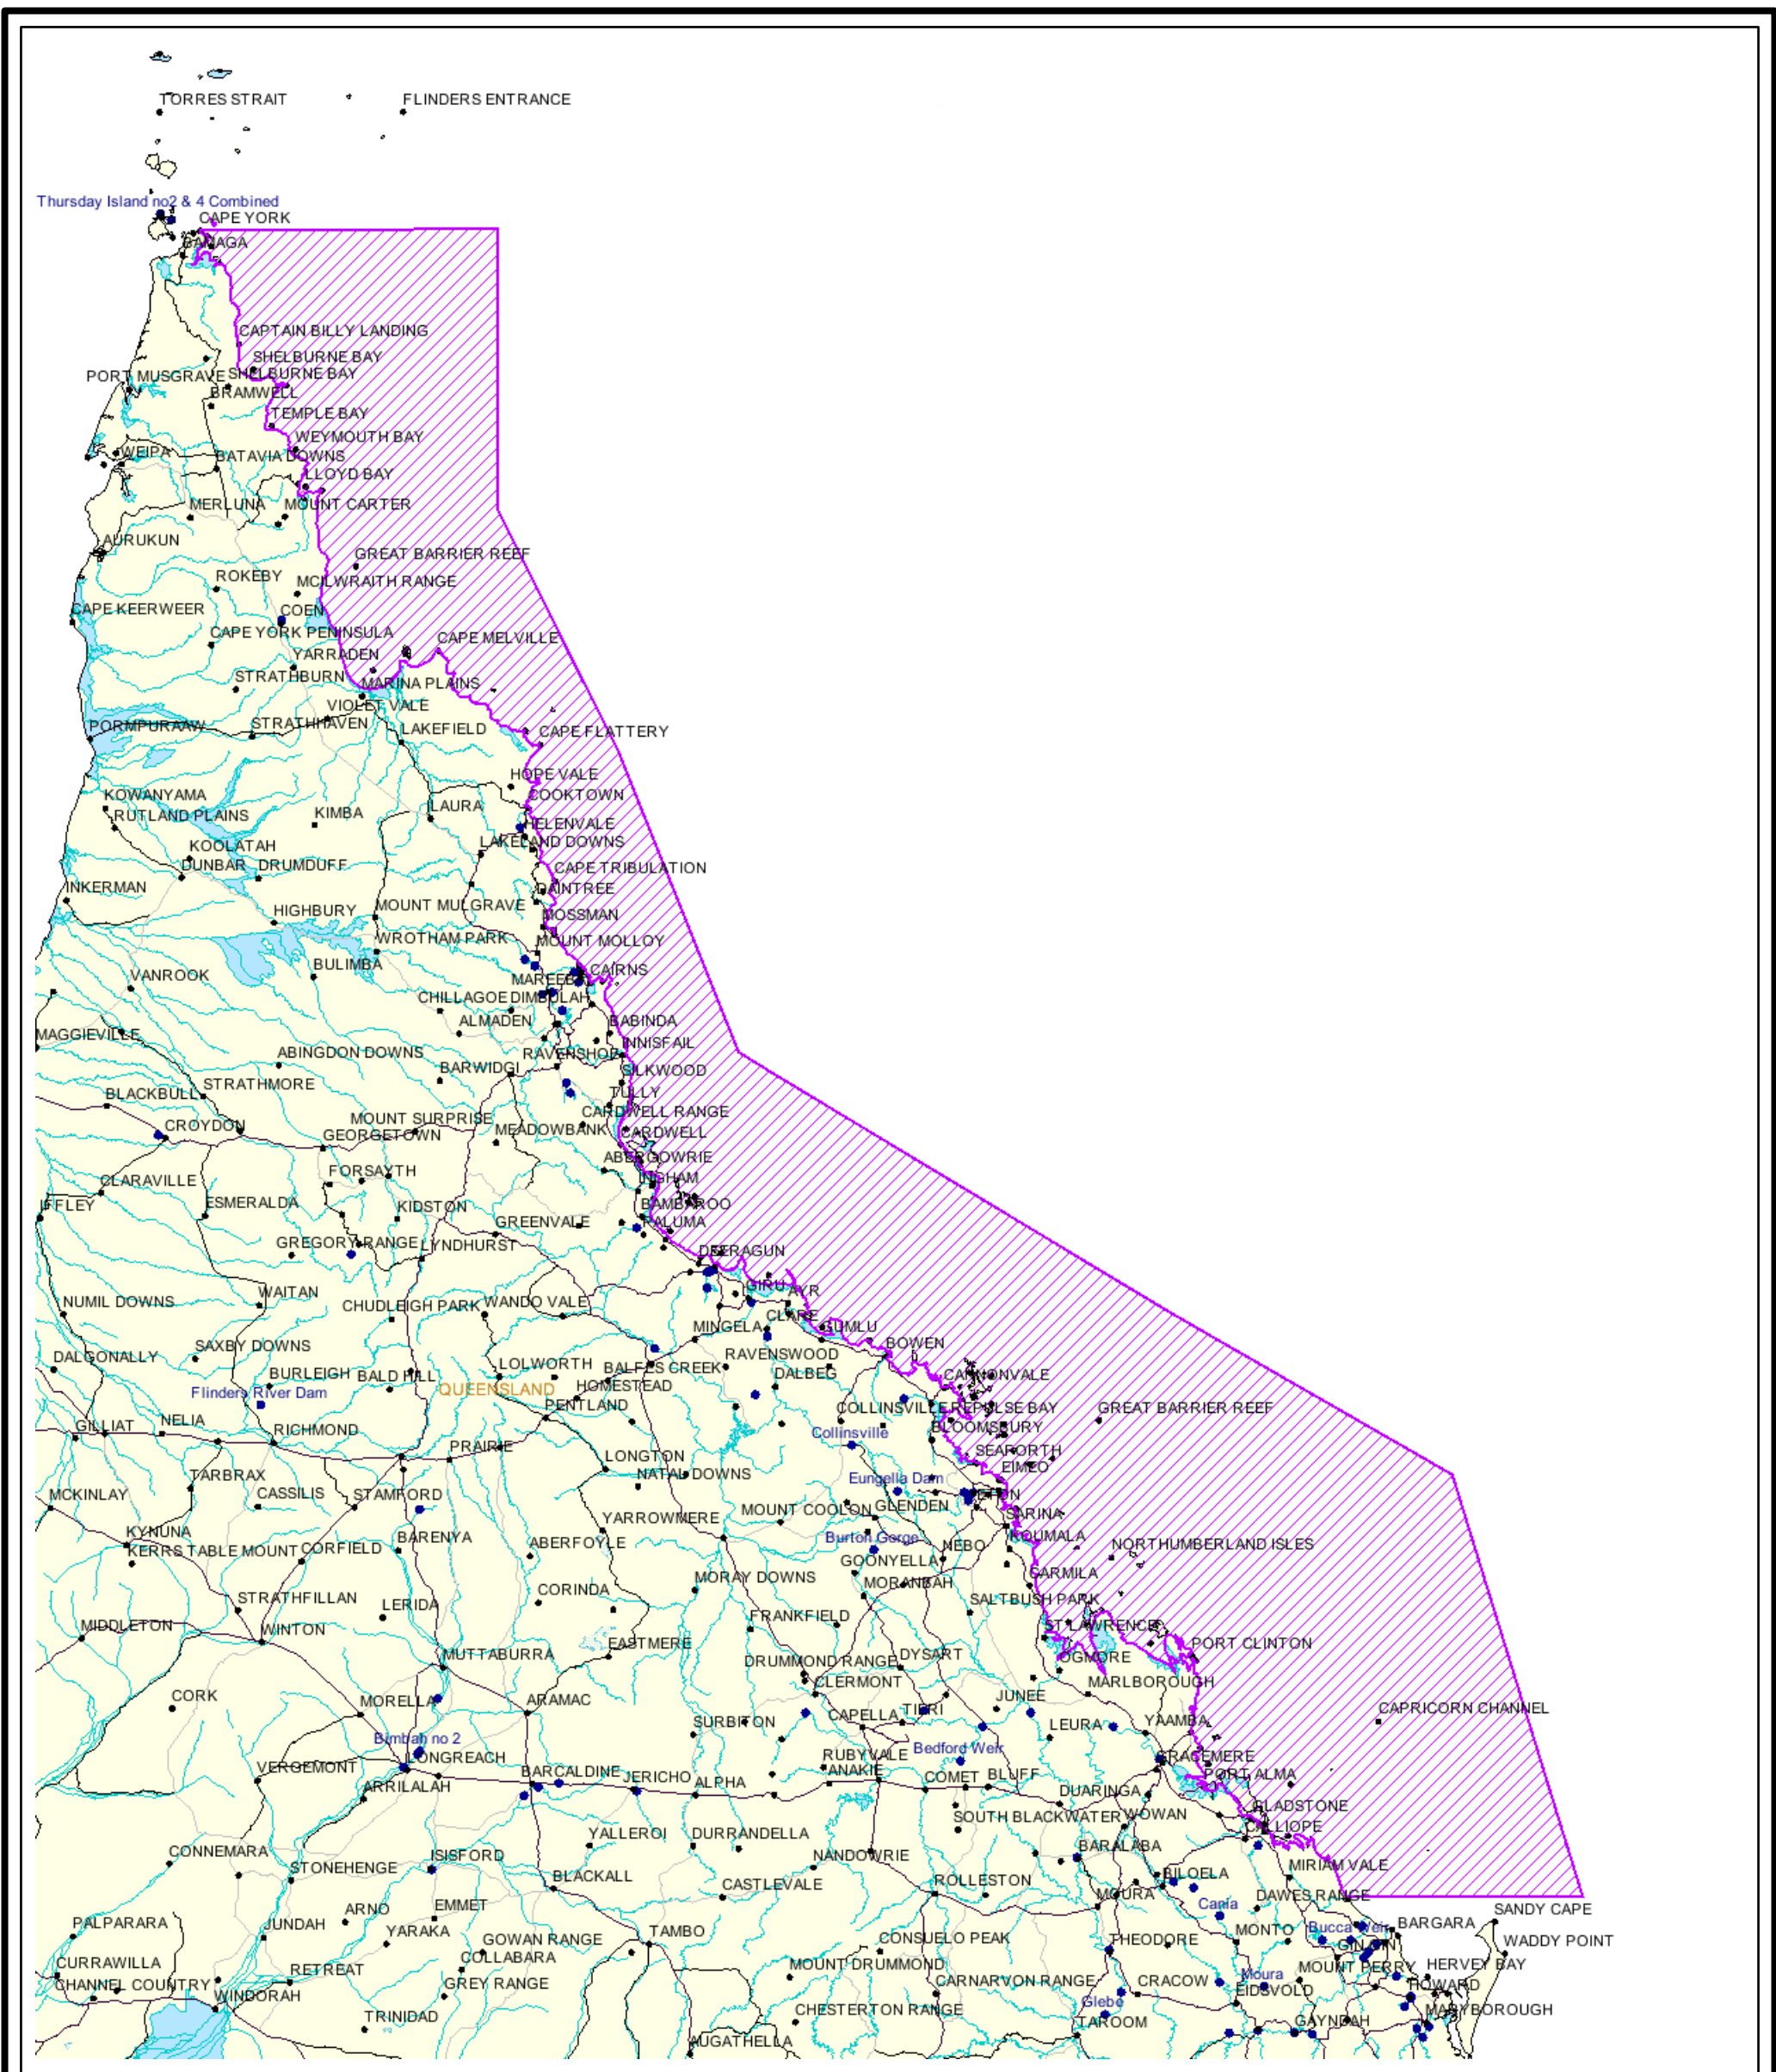 TORRES STRAIT
FLINDERS ENTRANCE
Thursday Island no2 & 4 Combined
CAPE YORK
BAMAGA
CAPTAIN BILLY LANDING
SHELBURNE BAY
PORT MUSGRAVE
SHELBURNE BAY
BRAMWELL
TEMPLE BAY
WEYMOUTH BAY
WEIPA
BATAVIA DOWNS
LLOYD BAY
MERLUNA
MOUNT CARTER
AURUKUN
GREAT BARRIER REEF
ROKEBY
MCILWRAITH RANGE
CAPE KEERWEER
COEN
CAPE YORK PENINSULA
CAPE MELVILLE
YARRADEN
STRATHBURN
MARINA PLAINS
VIOLET VALE
PORMPURAAW
STRATHHAVEN
LAKEFIELD
CAPE FLATTERY
HOPE VALE
KOWANYAMA
COOKTOWN
RUTLAND PLAINS
KIMBA
LAURA
HELENVALE
KOOLATAH
LAKELAND DOWNS
DUNBAR
DRUMDUFF
CAPE TRIBULATION
INKERMAN
DAINTREE
HIGHBURY
MOUNT MULGRAVE
MOSSMAN
WROTHAM PARK
MOUNT MOLLOY
VANROOK
BULIMBA
CAIRNS
MAREEBA
CHILLAGOE
DIMBULAH
MAGGIEVILLE
ALMADEN
BABINDA
ABINGDON DOWNS
RAVENSHOE
INNISFAIL
BARWIDGI
SILKWOOD
BLACKBULL
STRATHMORE
TULLY
MOUNT SURPRISE
CARDWELL RANGE
CROYDON
GEORGETOWN
MEADOWBANK
CARDWELL
ABERGOWRIE
CLARAVILLE
FORSAYTH
INGHAM
IFFLEY
ESMERALDA
KIDSTON
BAMBAROO
GREENVALE
PALUMA
GREGORY RANGE
LYNDHURST
DEERAGUN
NUMIL DOWNS
WAITAN
CHUDLEIGH PARK
WANDO VALE
GIRU
AYR
CLARE
MINGELA
GUMLU
DALGONALLY
SAXBY DOWNS
BURLEIGH
BALD HILL
LOLWORTH
BALFES CREEK
RAVENSWOOD
BOWEN
Flinders River Dam
QUEENSLAND
HOMESTEAD
DALBEG
CANNONVALE
GILLIAT
NELIA
RICHMOND
PENTLAND
COLLINSVILLE
REPULSE BAY
GREAT BARRIER REEF
Collinsville
BLOOMSBURY
PRAIRIE
LONGTON
SEAFORTH
TARBRAX
NATAL DOWNS
Eungella Dam
EIMEO
MCKINLAY
CASSILIS
STAMFORD
MOUNT COOLON
GLENDEN
SARINA
KYNUNA
BARENYA
YARROWMERE
Burton Gorge
KOUMALA
KERRS TABLE MOUNT
CORFIELD
ABERFOYLE
GOONYELLA
NEBO
NORTHUMBERLAND ISLES
MORAY DOWNS
MORANBAH
CARMILA
STRATHFILLAN
LERIDA
CORINDA
SALTBUSH PARK
MIDDLETON
WINTON
FRANKFIELD
ST LAWRENCE
MUTTABURRA
EASTMERE
DRUMMOND RANGE
DYSART
OGMORE
PORT CLINTON
CORK
MORELLA
ARAMAC
CLERMONT
JUNEE
MARLBOROUGH
CAPRICORN CHANNEL
SURBITON
CAPELLA
TIERI
LEURA
YAAMBA
Bimbah no 2
Bedford Weir
VERGEMONT
LONGREACH
RUBYVALE
GRACEMERE
ARRILALAH
BARCALDINE
JERICHO
ALPHA
ANAKIE
COMET
BLUFF
DUARINGA
PORT ALMA
SOUTH BLACKWATER
WOWAN
GLADSTONE
CALLIOPE
CONNEMARA
STONEHENGE
ISISFORD
YALLEROI
DURRANDELLA
NANDOWRIE
BARALABA
MIRIAM VALE
BLACKALL
CASTLEVALE
ROLLESTON
MOURA
BILOELA
Cania
DAWES RANGE
ARNO
EMMET
SANDY CAPE
PALPARARA
JUNDAH
YARAKA
GOWAN RANGE
TAMBO
CONSUELO PEAK
THEODORE
MONTO
Bucca Weir
BARGARA
WADDY POINT
CURRAWILLA
COLLABARA
GIN GIN
CHANNEL COUNTRY
RETREAT
GREY RANGE
MOUNT DRUMMOND
CARNARVON RANGE
CRACOW
Moura
MOUNT PERRY
HERVEY BAY
WINDORAH
EIDSVOLD
HOWARD
TRINIDAD
CHESTERTON RANGE
Glebe
TAROOM
GAYNDAH
MARYBOROUGH
AUGATHELLA